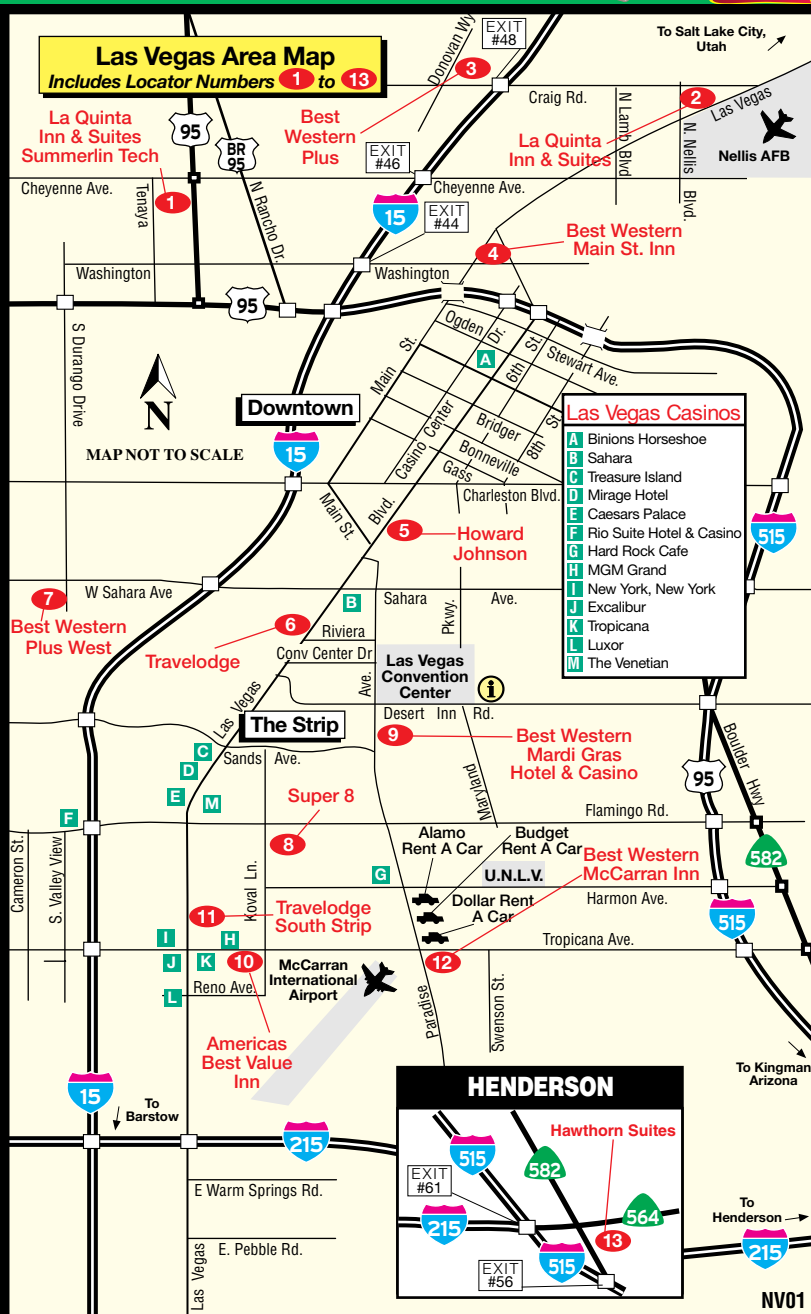 Las Vegas Area Map
Includes Locator Numbers 1 to 13
To Salt Lake City,
Utah
EXIT
#48
Donovan Wy
3
Craig Rd.
2
Las Vegas
Nellis AFB
N Lamb Blvd
N. Nellis
Blvd.
La Quinta
Inn & Suites
Summerlin Tech
95
BR
95
Best
Western
Plus
La Quinta
Inn & Suites
EXIT
#46
Cheyenne Ave.
Cheyenne Ave.
Tenaya
1
N Rancho Dr.
15
EXIT
#44
Best Western
Main St. Inn
4
Washington
Washington
95
S Durango Drive
N
MAP NOT TO SCALE
Downtown
15
Main St.
Ogden
Dr.
6th
St.
Stewart Ave.
A
Casino Center
Bridger
8th
St.
Bonneville
Gass
Main St.
Blvd.
Charleston Blvd.
Las Vegas Casinos
A Binions Horseshoe
B Sahara
C Treasure Island
D Mirage Hotel
E Caesars Palace
F Rio Suite Hotel & Casino
G Hard Rock Cafe
H MGM Grand
I New York, New York
J Excalibur
K Tropicana
L Luxor
M The Venetian
515
5
Howard
Johnson
W Sahara Ave
7
Best Western
Plus West
B
Sahara
Ave.
Pkwy.
6
Travelodge
Riviera
Conv Center Dr
Ave.
Las Vegas
Convention
Center
i
Las Vegas
The Strip
Desert Inn Rd.
9
Best Western
Mardi Gras
Hotel & Casino
Maryland
Boulder Hwy
95
C
D
E
M
Sands Ave.
Super 8
8
Koval Ln.
F
Flamingo Rd.
582
Alamo
Rent A Car
Budget
Rent A Car
Best Western
McCarran Inn
G
U.N.L.V.
Harmon Ave.
Dollar Rent
A Car
515
Cameron St.
S. Valley View
11
Travelodge
South Strip
I
H
Tropicana Ave.
J
K
10
12
L
Reno Ave.
McCarran
International
Airport
Paradise
Swenson St.
Americas
Best Value
Inn
15
To
Barstow
To Kingman
Arizona
215
E Warm Springs Rd.
E. Pebble Rd.
Las Vegas
HENDERSON
Hawthorn Suites
515
582
EXIT
#61
215
564
13
515
EXIT
#56
To
Henderson
215
NV01